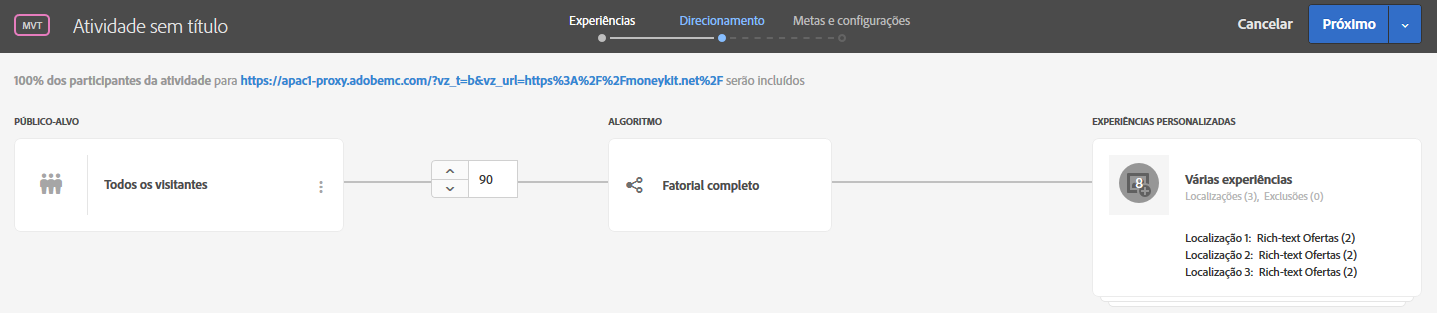 MVT
Atividade sem título
Experiências
Direcionamento
Metas e configurações
Cancelar
Próximo
100% dos participantes da atividade para https://apac1-proxy.adobemc.com/?vz_t=b&vz_url=https%3A%2F%2Fmoneykit.net%2F serão incluídos
PÚBLICO-ALVO
ALGORITMO
EXPERIÊNCIAS PERSONALIZADAS
Todos os visitantes
90
Fatorial completo
8
Várias experiências
Localizações (3), Exclusões (0)
Localização 1: Rich-text Ofertas (2)
Localização 2: Rich-text Ofertas (2)
Localização 3: Rich-text Ofertas (2)